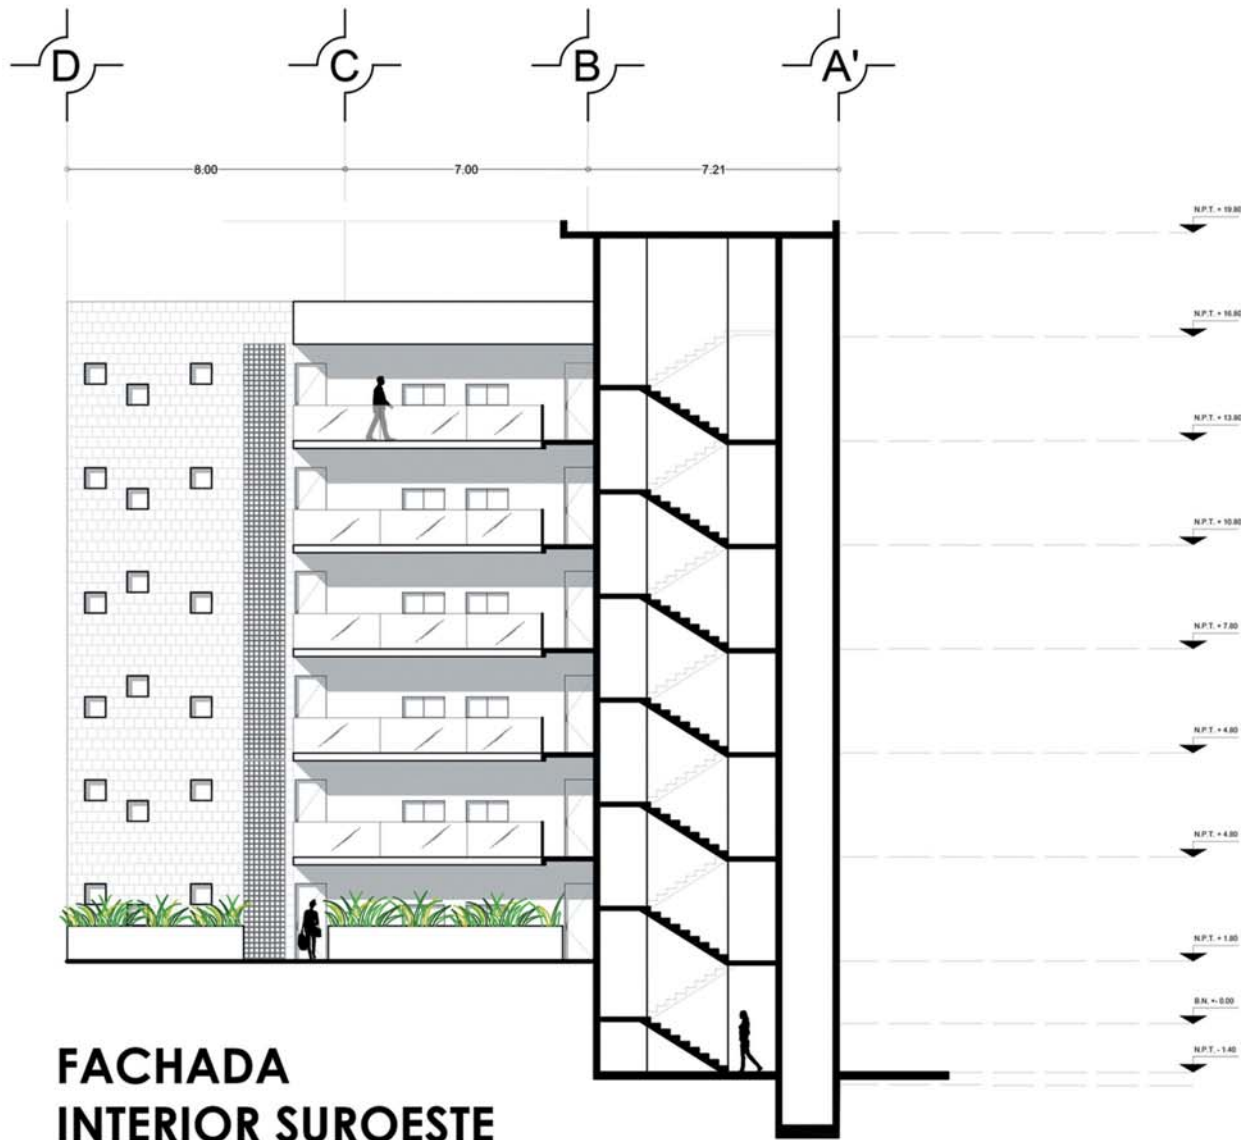 D C B A'
8.00 7.00 7.21
N.P.T. + 19.80
N.P.T. + 16.80
N.P.T. + 13.80
N.P.T. + 10.80
N.P.T. + 7.80
N.P.T. + 4.80
N.P.T. + 4.80
N.P.T. + 1.80
B.N. +- 0.00
N.P.T. - 1.40
FACHADA
INTERIOR SUROESTE